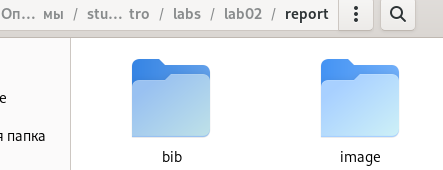 Оп… мы / stu… tro / labs / lab02 / report
е
я папка
bib
image